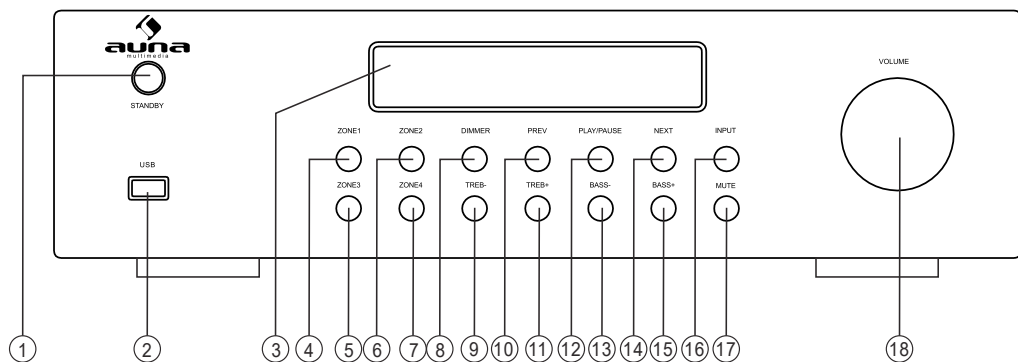 auna
multimedia
STANDBY
VOLUME
ZONE1 ZONE2 DIMMER PREV PLAY/PAUSE NEXT INPUT
USB
ZONE3 ZONE4 TREB- TREB+ BASS- BASS+ MUTE
1 2 3 4 5 6 7 8 9 10 11 12 13 14 15 16 17 18